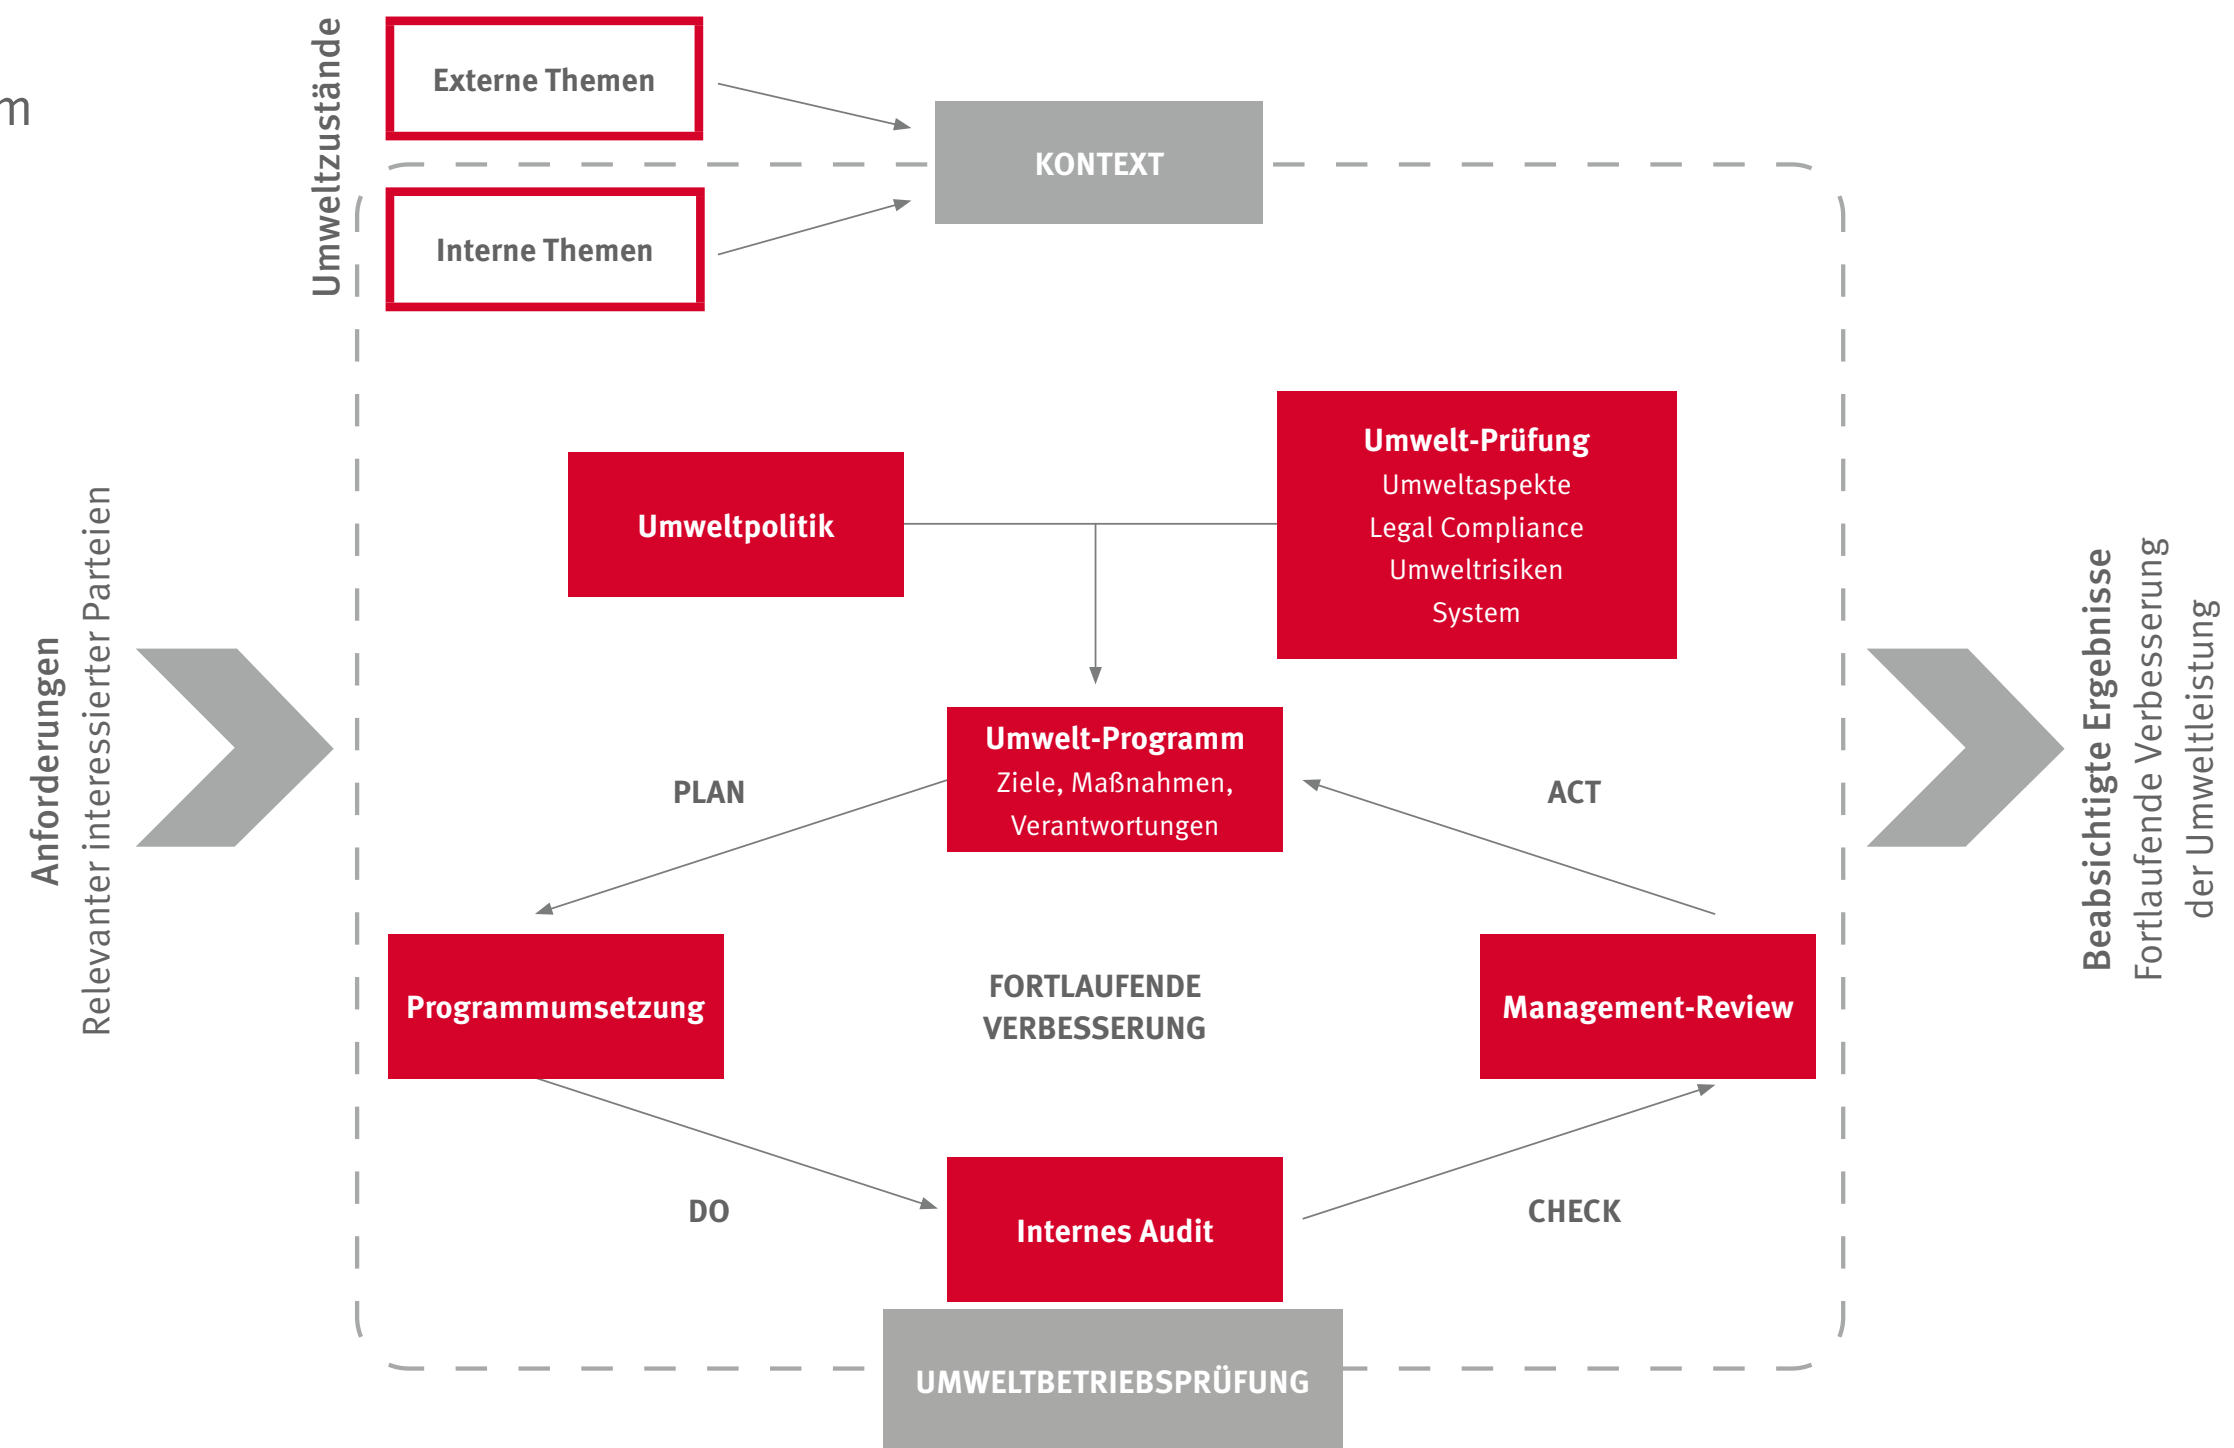 m
Umweltzustände
Externe Themen
KONTEXT
Interne Themen
Umwelt-Prüfung
Umweltaspekte
Legal Compliance
Umweltrisiken
System
Umweltpolitik
Anforderungen
Relevanter interessierter Parteien
Beabsichtigte Ergebnisse
Fortlaufende Verbesserung
der Umweltleistung
Umwelt-Programm
Ziele, Maßnahmen,
Verantwortungen
PLAN
ACT
Programmumsetzung
FORTLAUFENDE
VERBESSERUNG
Management-Review
DO
Internes Audit
CHECK
UMWELTBETRIEBSPRÜFUNG